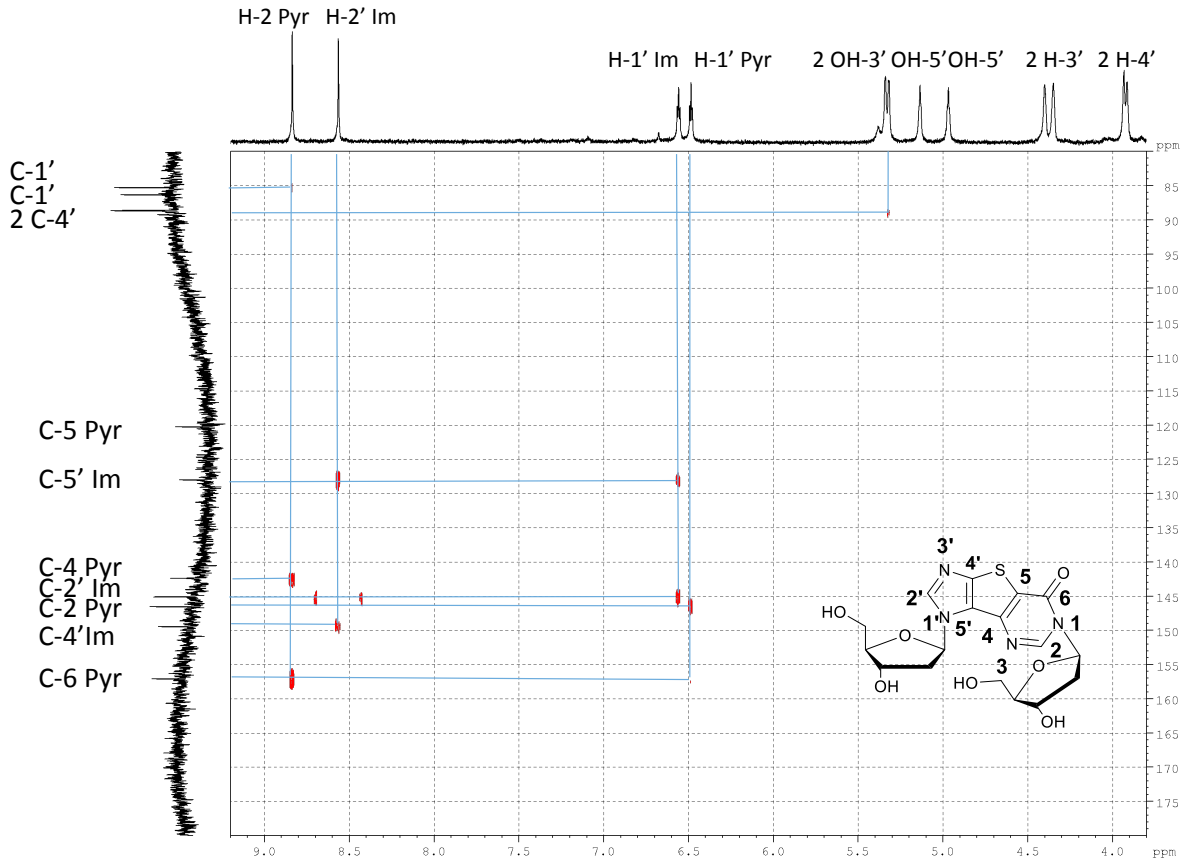 H-2 Pyr H-2' Im
H-1' Im H-1' Pyr 2 OH-3' OH-5' OH-5' 2 H-3' 2 H-4'
ppm
C-1'
C-1'
2 C-4'
C-5 Pyr
C-5' Im
C-4 Pyr
C-2' Im
C-2 Pyr
C-4'Im
C-6 Pyr
85
90
95
100
105
110
115
120
125
130
135
140
145
150
155
160
165
170
175
3'
N
4'
S
5
O
2'
6
HO
N
1'
5'
4
N
1
O
N
2
3
O
OH
HO
OH
9.0 8.5 8.0 7.5 7.0 6.5 6.0 5.5 5.0 4.5 4.0 ppm